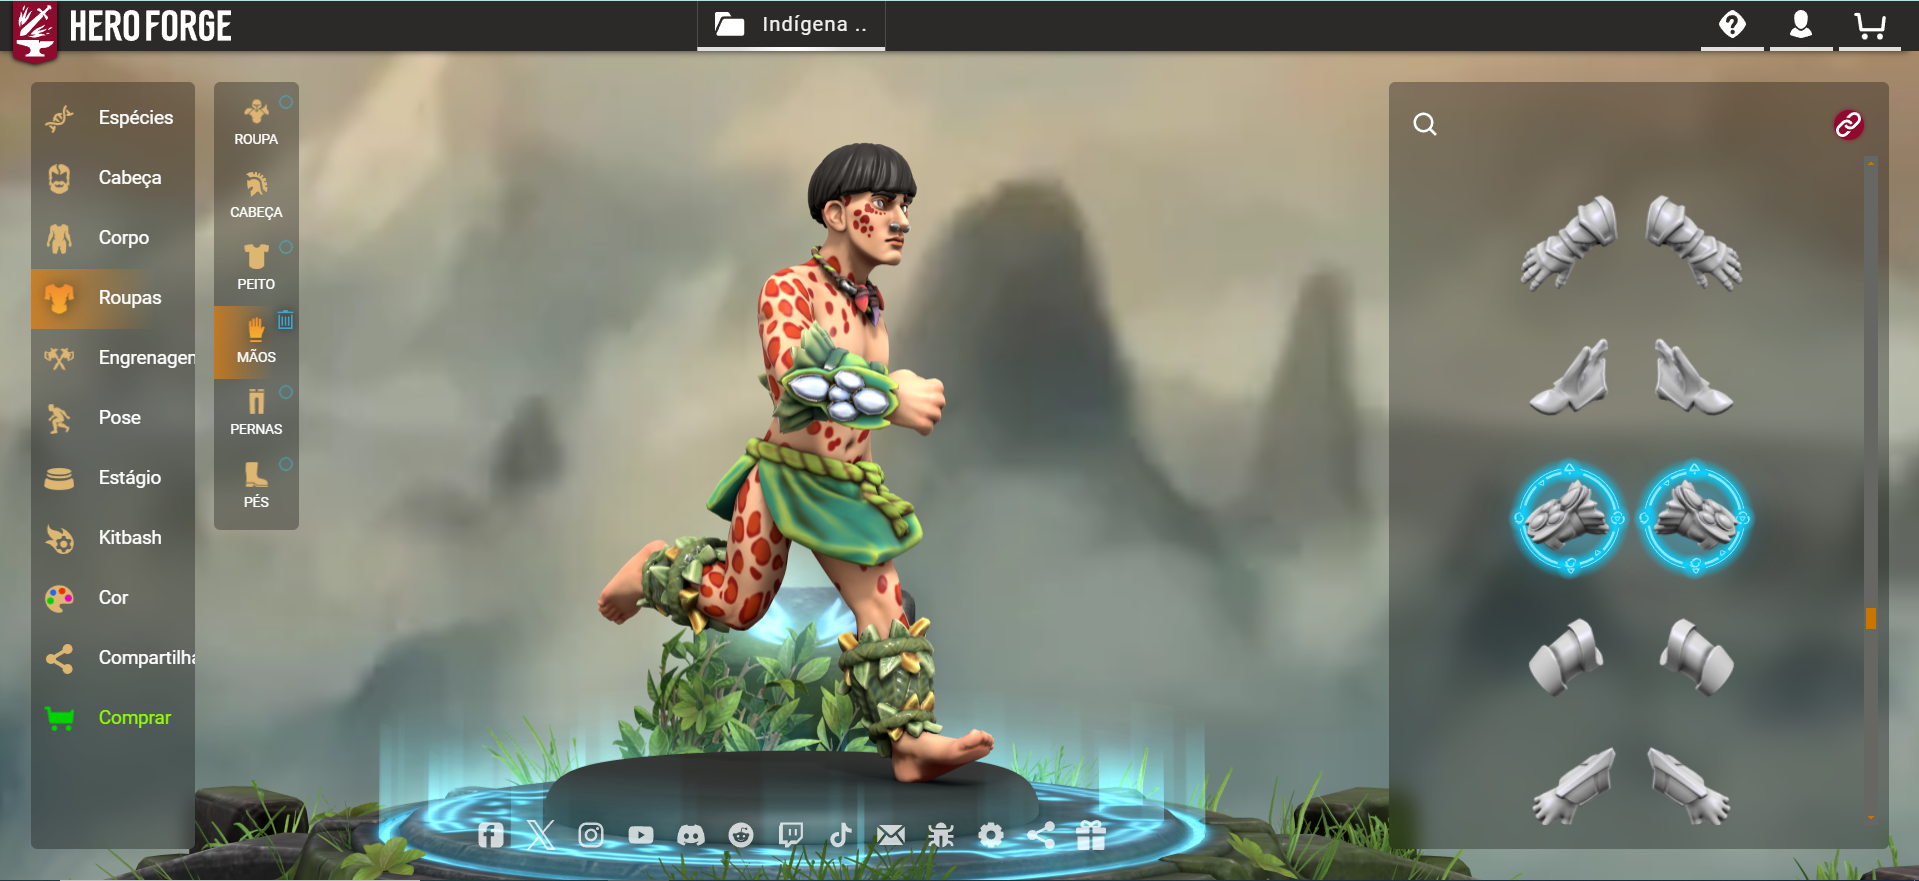 HERO FORGE
Indígena ..
Espécies
Cabeça
Corpo
Roupas
Engrenagen
Pose
Estágio
Kitbash
Cor
Compartilha
Comprar
ROUPA
CABEÇA
PEITO
MÃOS
PERNAS
PÉS